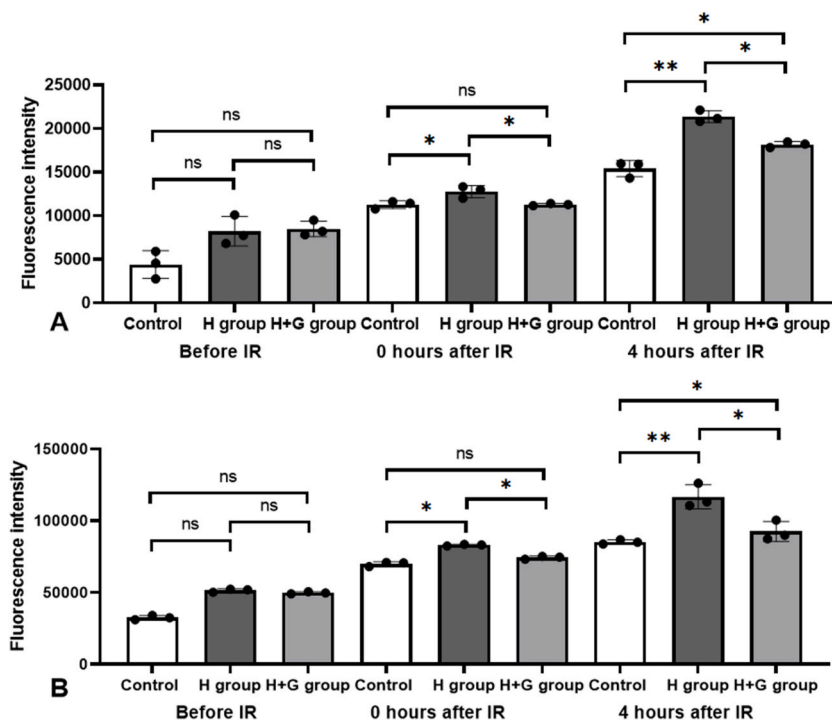 *
*
**
ns
ns
*
*
ns
ns
25000
20000
15000
10000
5000
0
Fluorescence intensity
A
Control H group H+G group Control H group H+G group Control H group H+G group
Before IR 0 hours after IR 4 hours after IR
*
*
**
ns
ns
*
*
ns
ns
150000
100000
50000
0
Fluorescence intensity
B
Control H group H+G group Control H group H+G group Control H group H+G group
Before IR 0 hours after IR 4 hours after IR